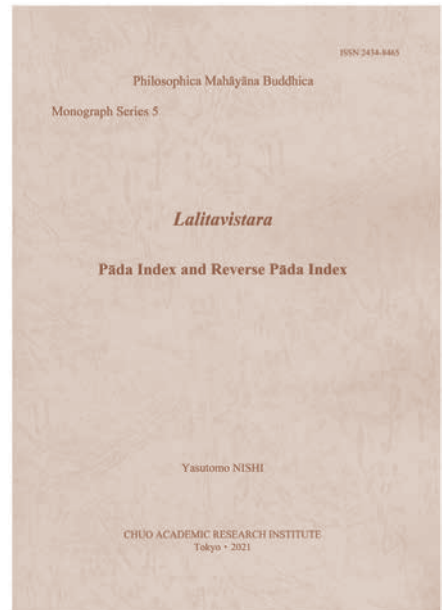 ISSN 2434-8465
Philosophica Mahāyāna Buddhica
Monograph Series 5
Lalitavistara
Pāda Index and Reverse Pāda Index
Yasutomo NISHI
CHUO ACADEMIC RESEARCH INSTITUTE
Tokyo・2021